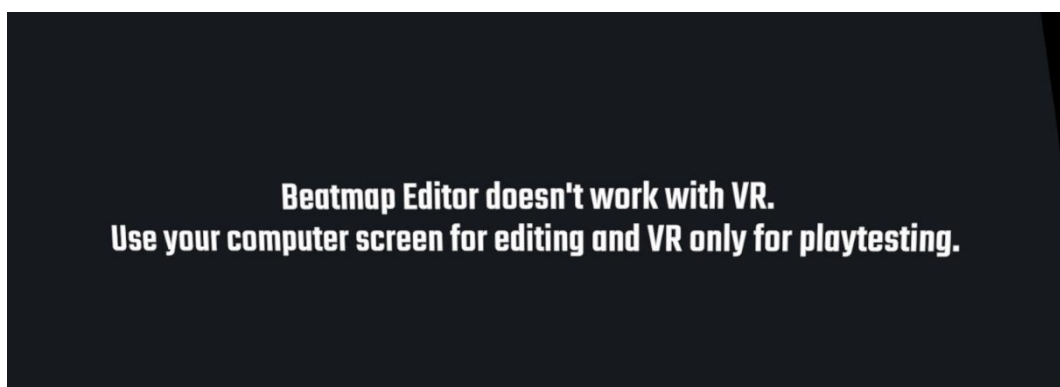 Beatmap Editor doesn't work with VR.
Use your computer screen for editing and VR only for playtesting.